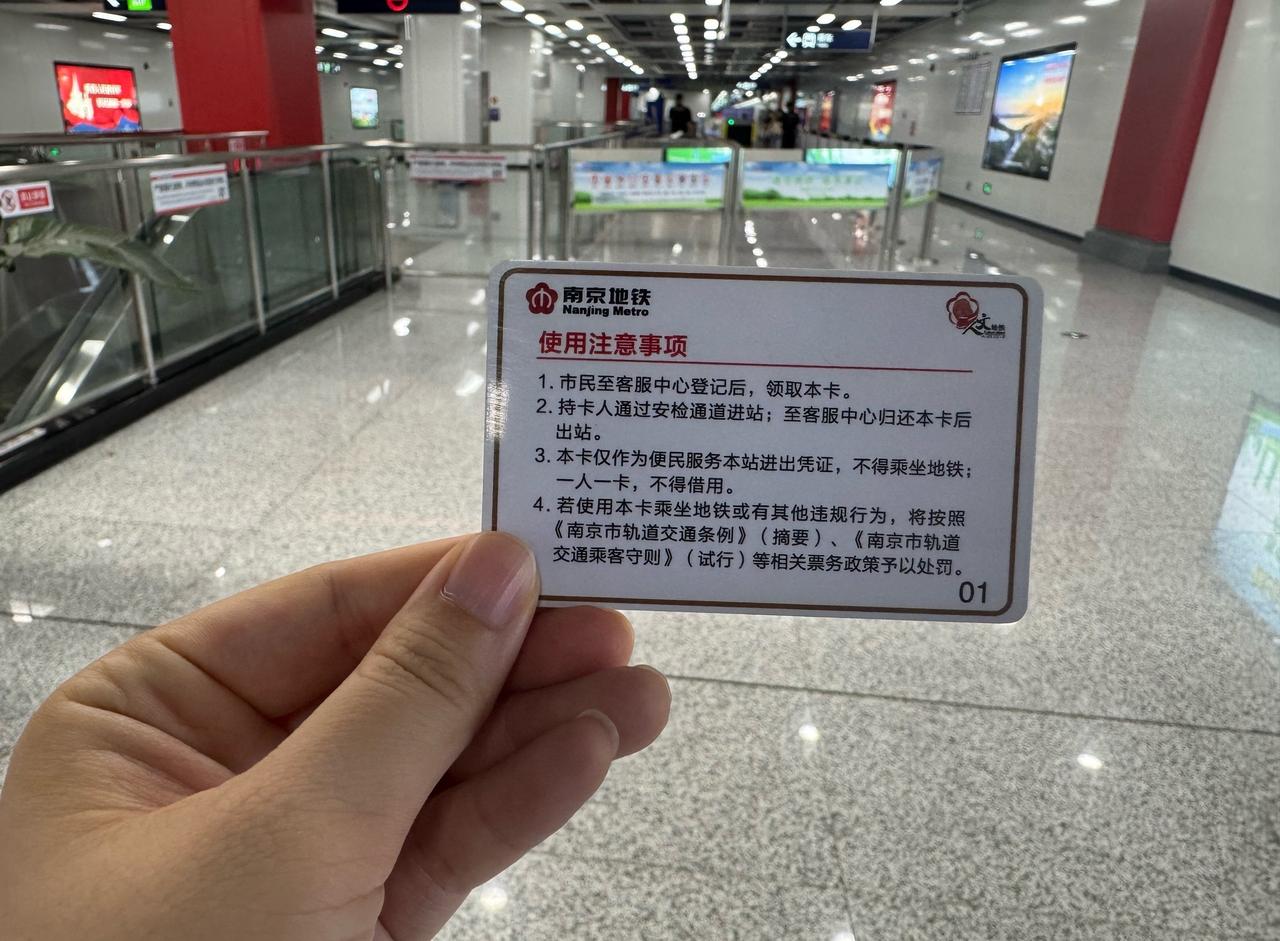 南京地铁
Nanjing Metro
使用注意事项
1. 市民至客服中心登记后，领取本卡。
2. 持卡人通过安检通道进站；至客服中心归还本卡后
出站。
3. 本卡仅作为便民服务本站进出凭证，不得乘坐地铁；
一人一卡，不得借用。
4. 若使用本卡乘坐地铁或有其他违规行为，将按照
《南京市轨道交通条例》（摘要）、《南京市轨道
交通乘客守则》（试行）等相关票务政策予以处罚。
01